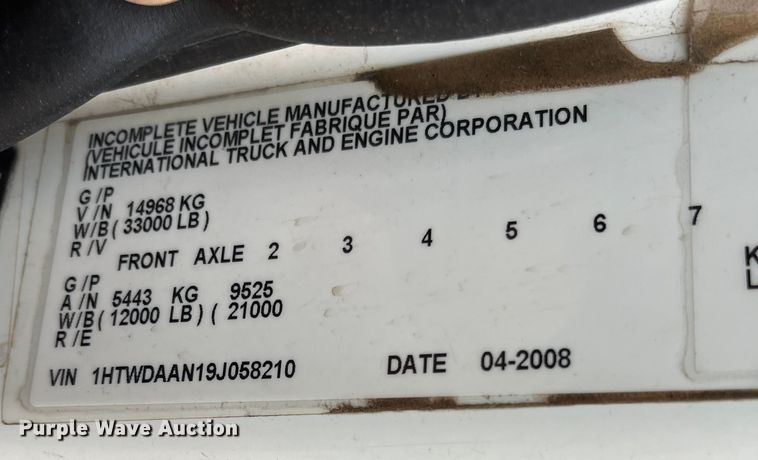 INCOMPLETE VEHICLE MANUFACTURED BY
(VEHICULE INCOMPLET FABRIQUE PAR)
INTERNATIONAL TRUCK AND ENGINE CORPORATION
G/P
V/N 14968 KG
W/B (33000 LB)
R/V
FRONT AXLE 2 3 4 5 6 7
G/P
A/N 5443 KG 9525 K
W/B (12000 LB) ( 21000 L
R/E
VIN 1HTWDAAN19J058210 DATE 04-2008
Purple Wave Auction